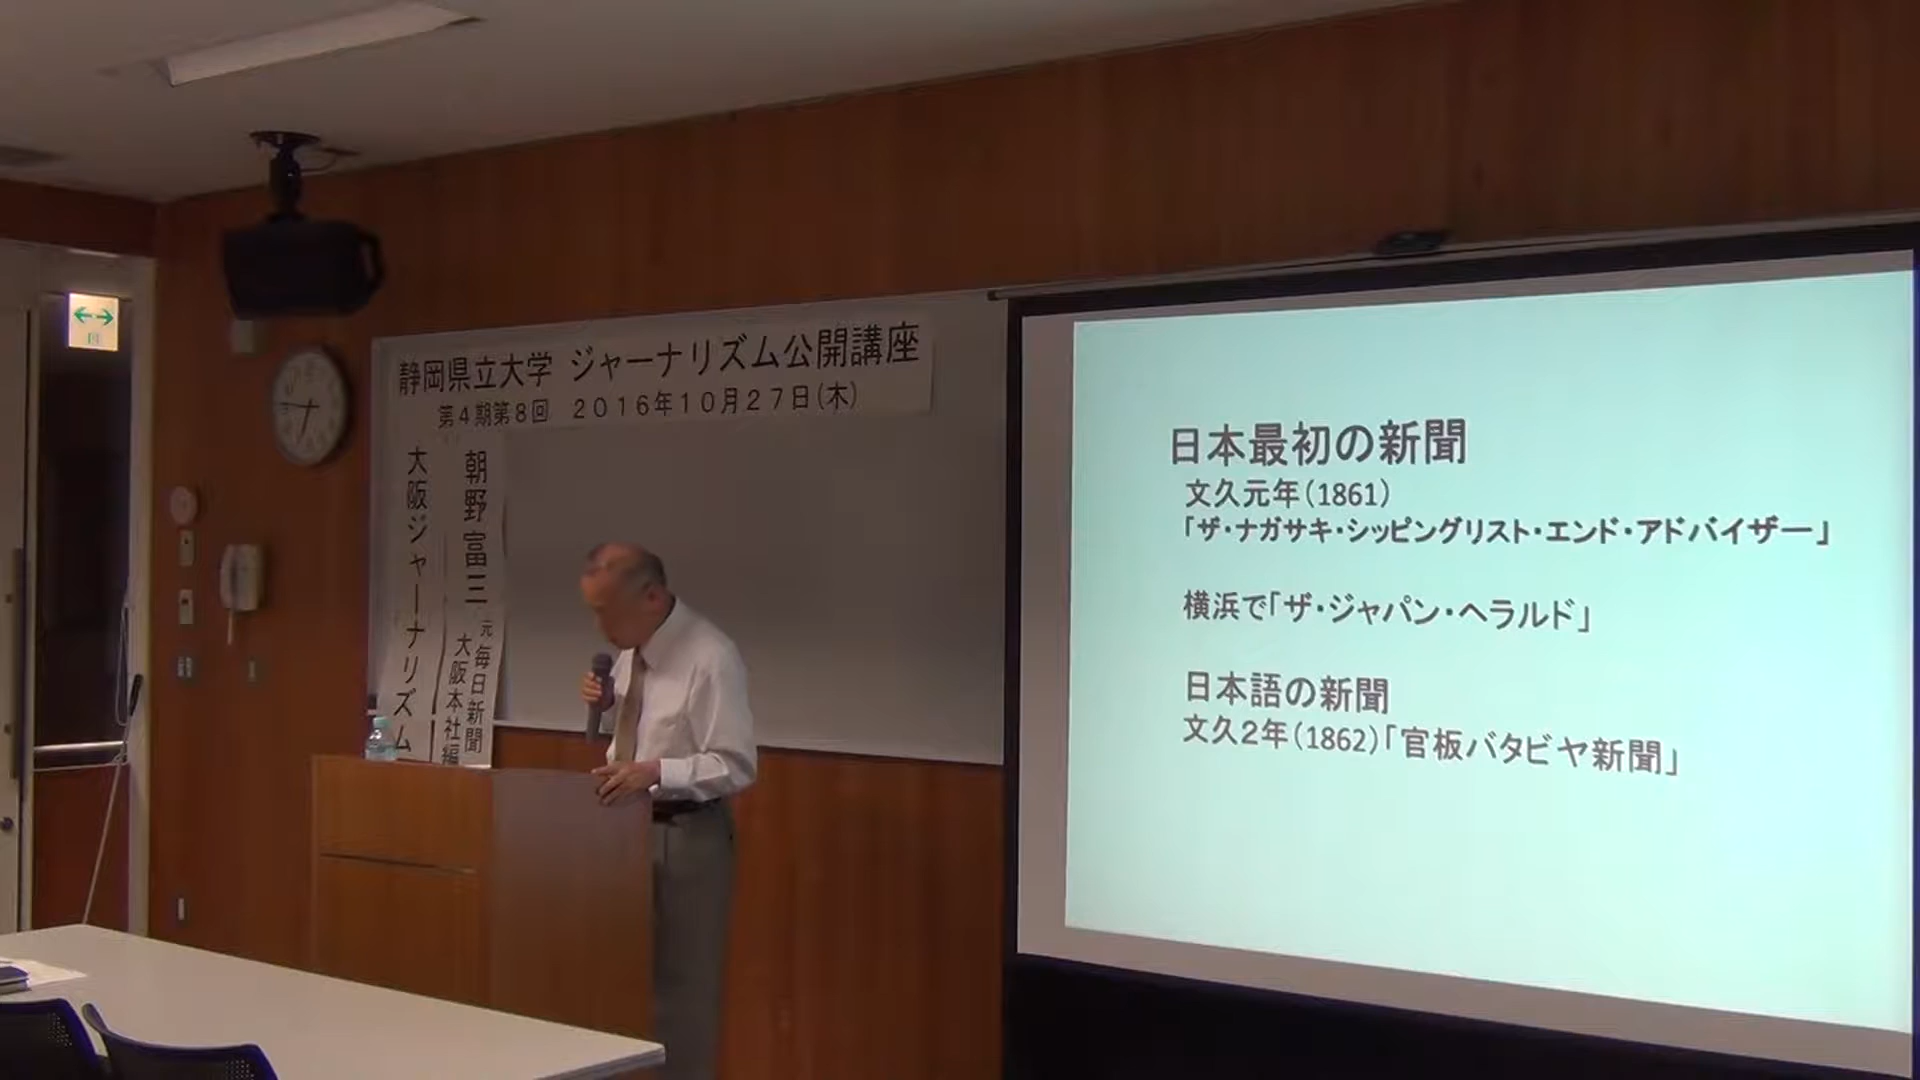 静岡県立大学 ジャーナリズム公開講座
第4期第8回 2016年10月27日(木)
大阪ジャーナリズム
朝野富三 元毎日新聞
大阪本社編
日本最初の新聞
文久元年(1861)
「ザ・ナガサキ・シッピングリスト・エンド・アドバイザー」
横浜で「ザ・ジャパン・ヘラルド」
日本語の新聞
文久2年(1862)「官板バタビヤ新聞」